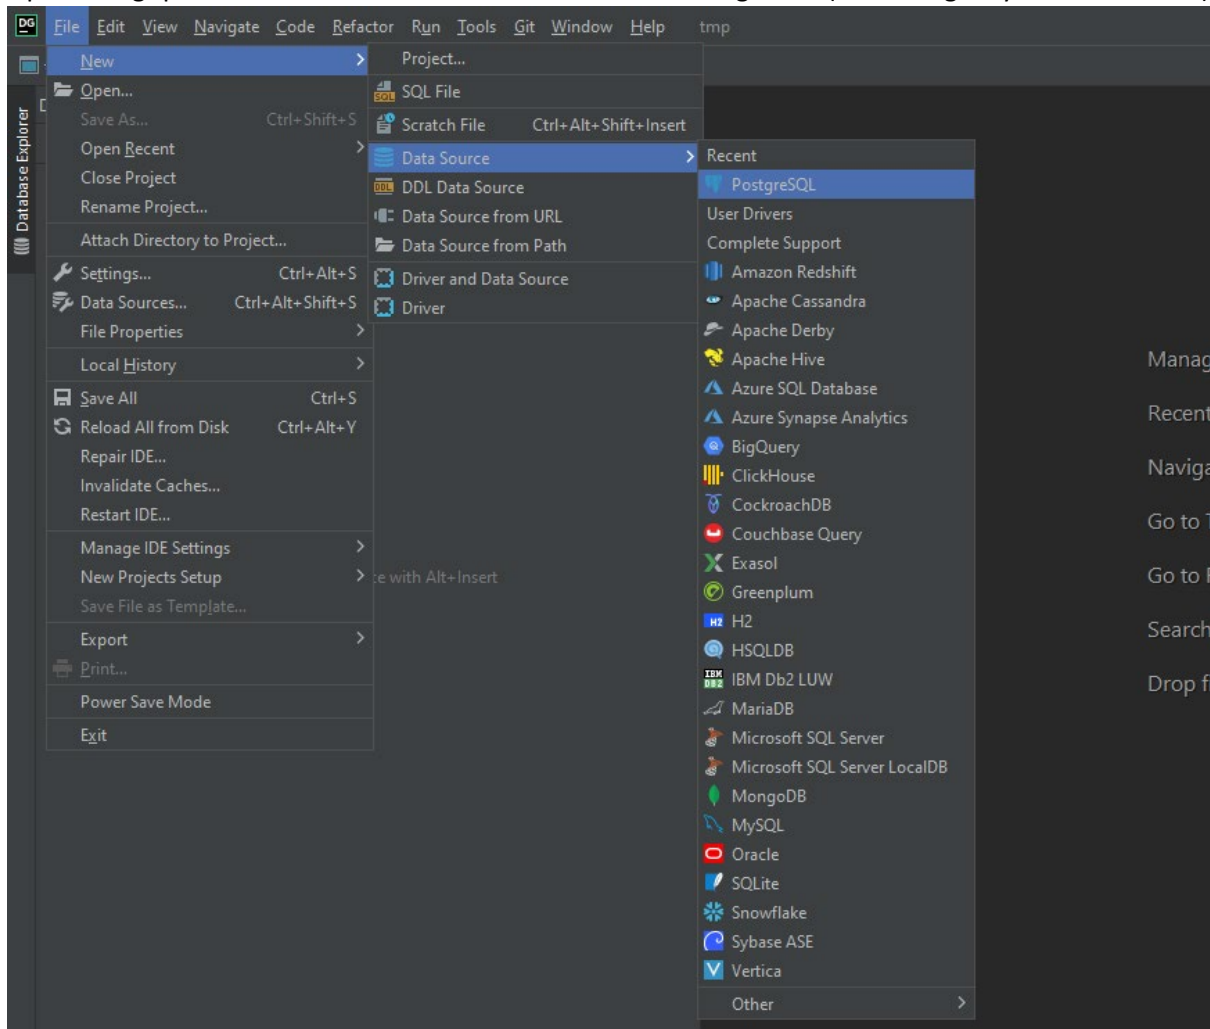 DG File Edit View Navigate Code Refactor Run Tools Git Window Help tmp
New
Open...
Save As... Ctrl+Shift+S
Open Recent
Close Project
Rename Project...
Attach Directory to Project...
Settings... Ctrl+Alt+S
Data Sources... Ctrl+Alt+Shift+S
File Properties
Local History
Save All Ctrl+S
Reload All from Disk Ctrl+Alt+Y
Repair IDE...
Invalidate Caches...
Restart IDE...
Manage IDE Settings
New Projects Setup
Save File as Template...
Export
Print...
Power Save Mode
Exit
Project...
SQL SQL File
Scratch File Ctrl+Alt+Shift+Insert
Data Source
DDL DDL Data Source
Data Source from URL
Data Source from Path
Driver and Data Source
Driver
Recent
PostgreSQL
User Drivers
Complete Support
Amazon Redshift
Apache Cassandra
Apache Derby
Apache Hive
Azure SQL Database
Azure Synapse Analytics
BigQuery
ClickHouse
CockroachDB
Couchbase Query
Exasol
Greenplum
H2 H2
HSQLDB
IBM DB2 IBM Db2 LUW
MariaDB
Microsoft SQL Server
Microsoft SQL Server LocalDB
MongoDB
MySQL
Oracle
SQLite
Snowflake
Sybase ASE
V Vertica
Other
Database Explorer
with Alt+Insert
Manag
Recent
Naviga
Go to
Go to
Search
Drop f